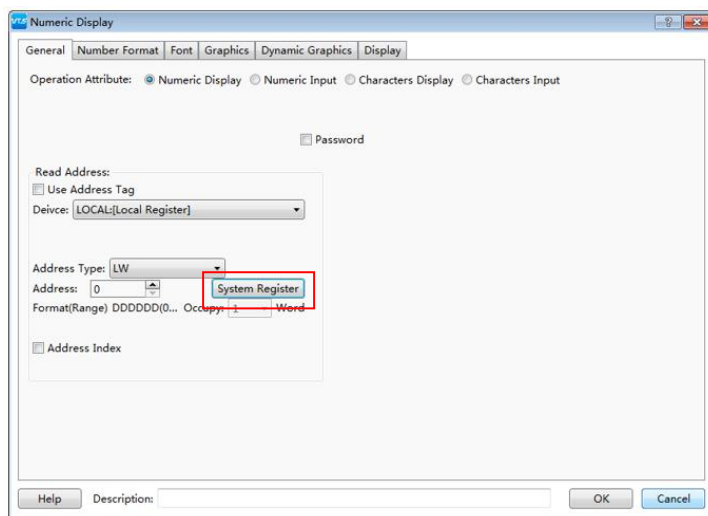 VTS Numeric Display
General Number Format Font Graphics Dynamic Graphics Display
Operation Attribute: Numeric Display Numeric Input Characters Display Characters Input
Password
Read Address:
Use Address Tag
Deivce: LOCAL:[Local Register]
Address Type: LW
Address: 0 System Register
Format(Range) DDDDDD(0... Occupy: 1 Word
Address Index
Help Description: OK Cancel